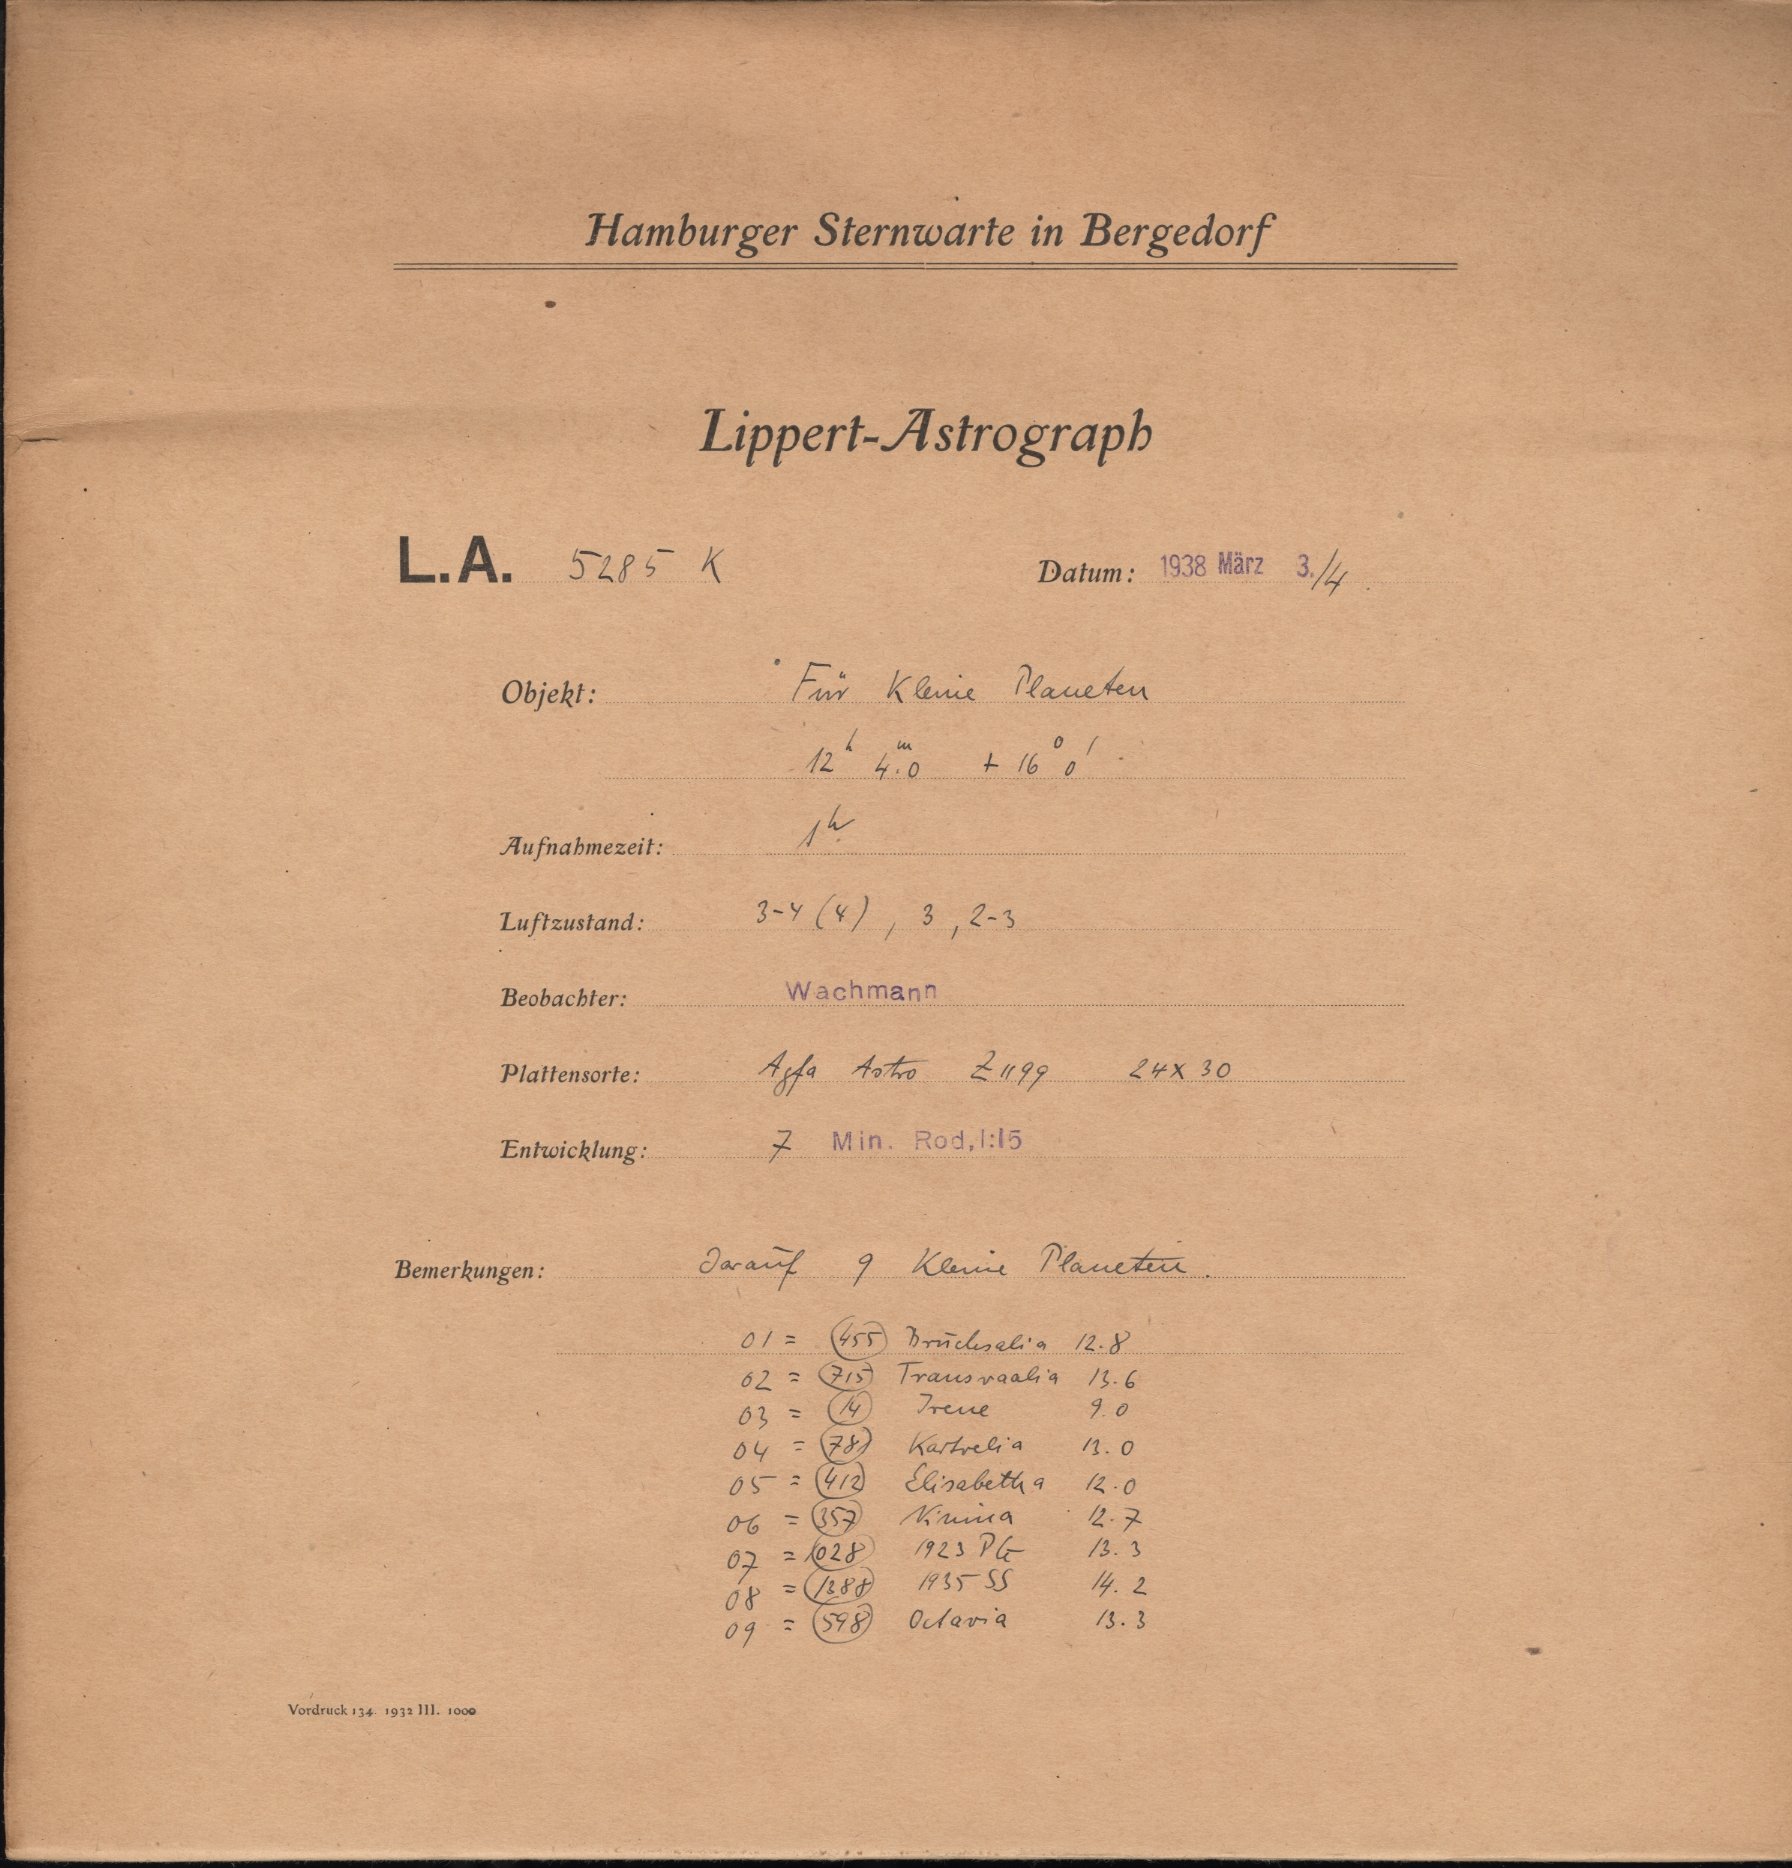 Hamburger Sternwarte in Bergedorf
Lippert-Astrograph
L.A. 5285 K Datum: 1938 März 3./4.
Objekt: Für Kleine Planeten
12h 4m.0 + 16° 0'
Aufnahmezeit: 1h
Luftzustand: 3-4 (4), 3, 2-3
Beobachter: Wachmann
Plattensorte: Agfa Astro Z1199 24x30
Entwicklung: 7 Min. Rod, 1:15
Bemerkungen: Darauf 9 Kleine Planeten.
01 = (455) Bruchsalia 12.8
02 = (715) Transvaalia 13.6
03 = (14) Irene 9.0
04 = (781) Kartvelia 13.0
05 = (412) Elisabetha 12.0
06 = (357) Ninina 12.7
07 = (1028) 1923 PG 13.3
08 = (1388) 1935 SS 14.2
09 = (598) Octavia 13.3
Vordruck 134. 1932 III. 1000